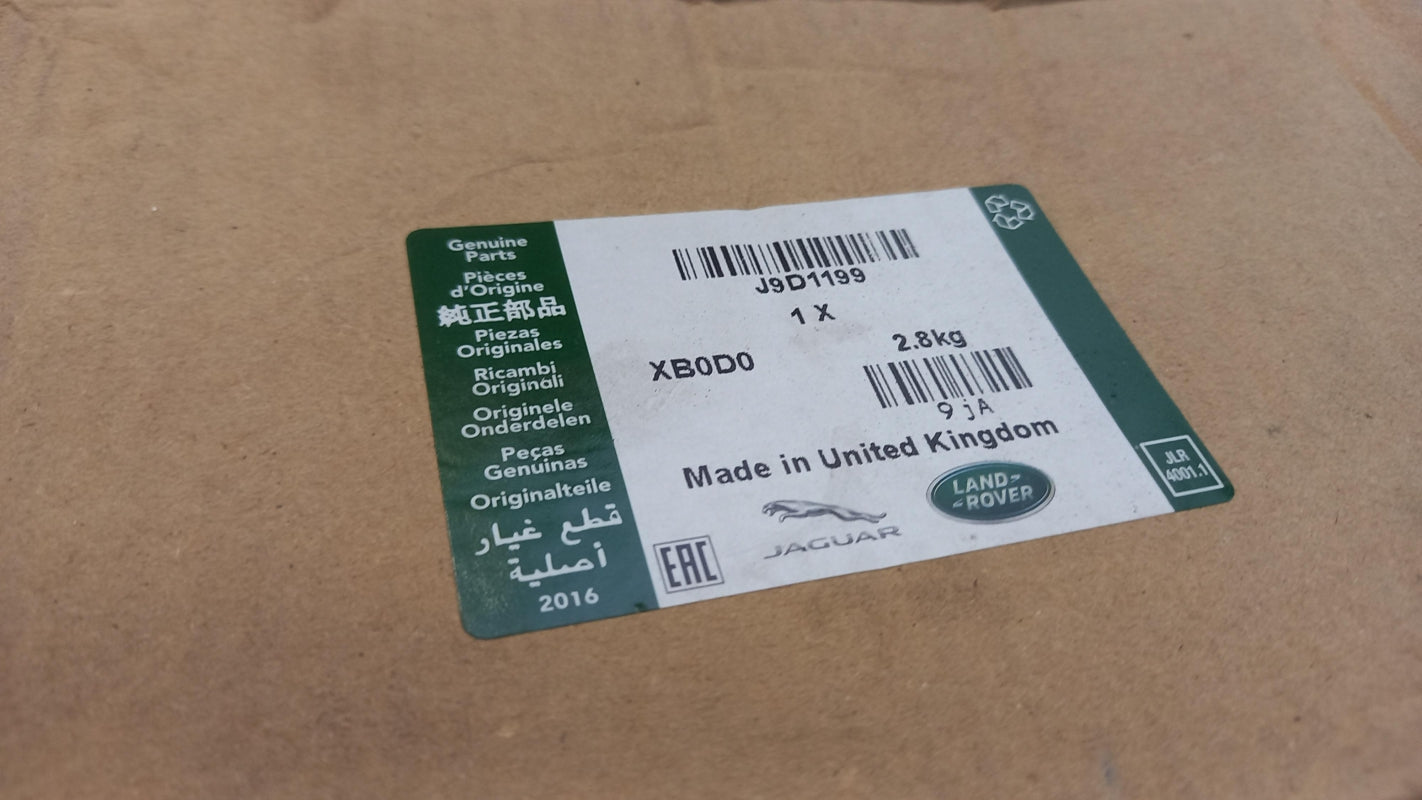 Genuine
Parts
Pièces
d'Origine
純正部品
Piezas
Originales
Ricambi
Originali
Originele
Onderdelen
Peças
Genuinas
Originalteile
قطع غيار
أصلية
2016
J9D1199
1 X
2.8kg
XB0D0
9 jA
Made in United Kingdom
EAC
JAGUAR
LAND
ROVER
JLR
4001.1